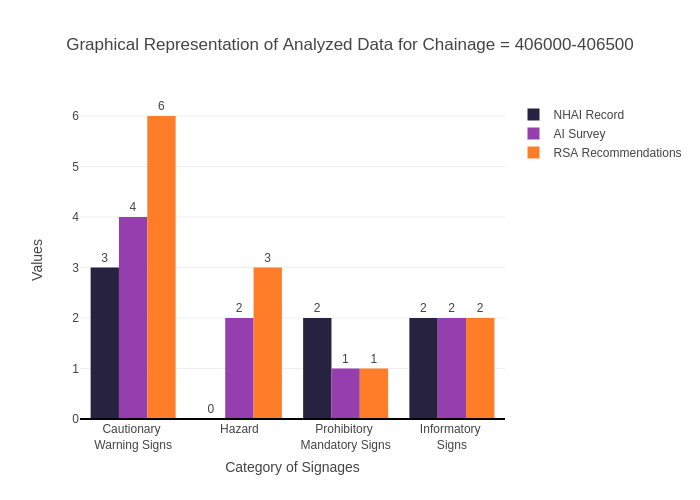 Graphical Representation of Analyzed Data for Chainage = 406000-406500
NHAI Record
AI Survey
RSA Recommendations
Values
6
5
4
3
2
1
0
3
4
6
0
2
3
2
1
1
2
2
2
Cautionary
Warning Signs
Hazard
Prohibitory
Mandatory Signs
Informatory
Signs
Category of Signages